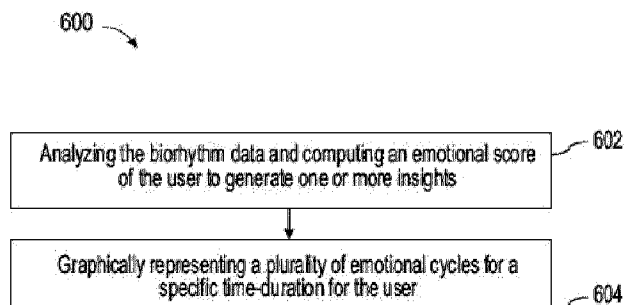 600
Analyzing the biorhythm data and computing an emotional score
of the user to generate one or more insights
602
Graphically representing a plurality of emotional cycles for a
specific time-duration for the user
604